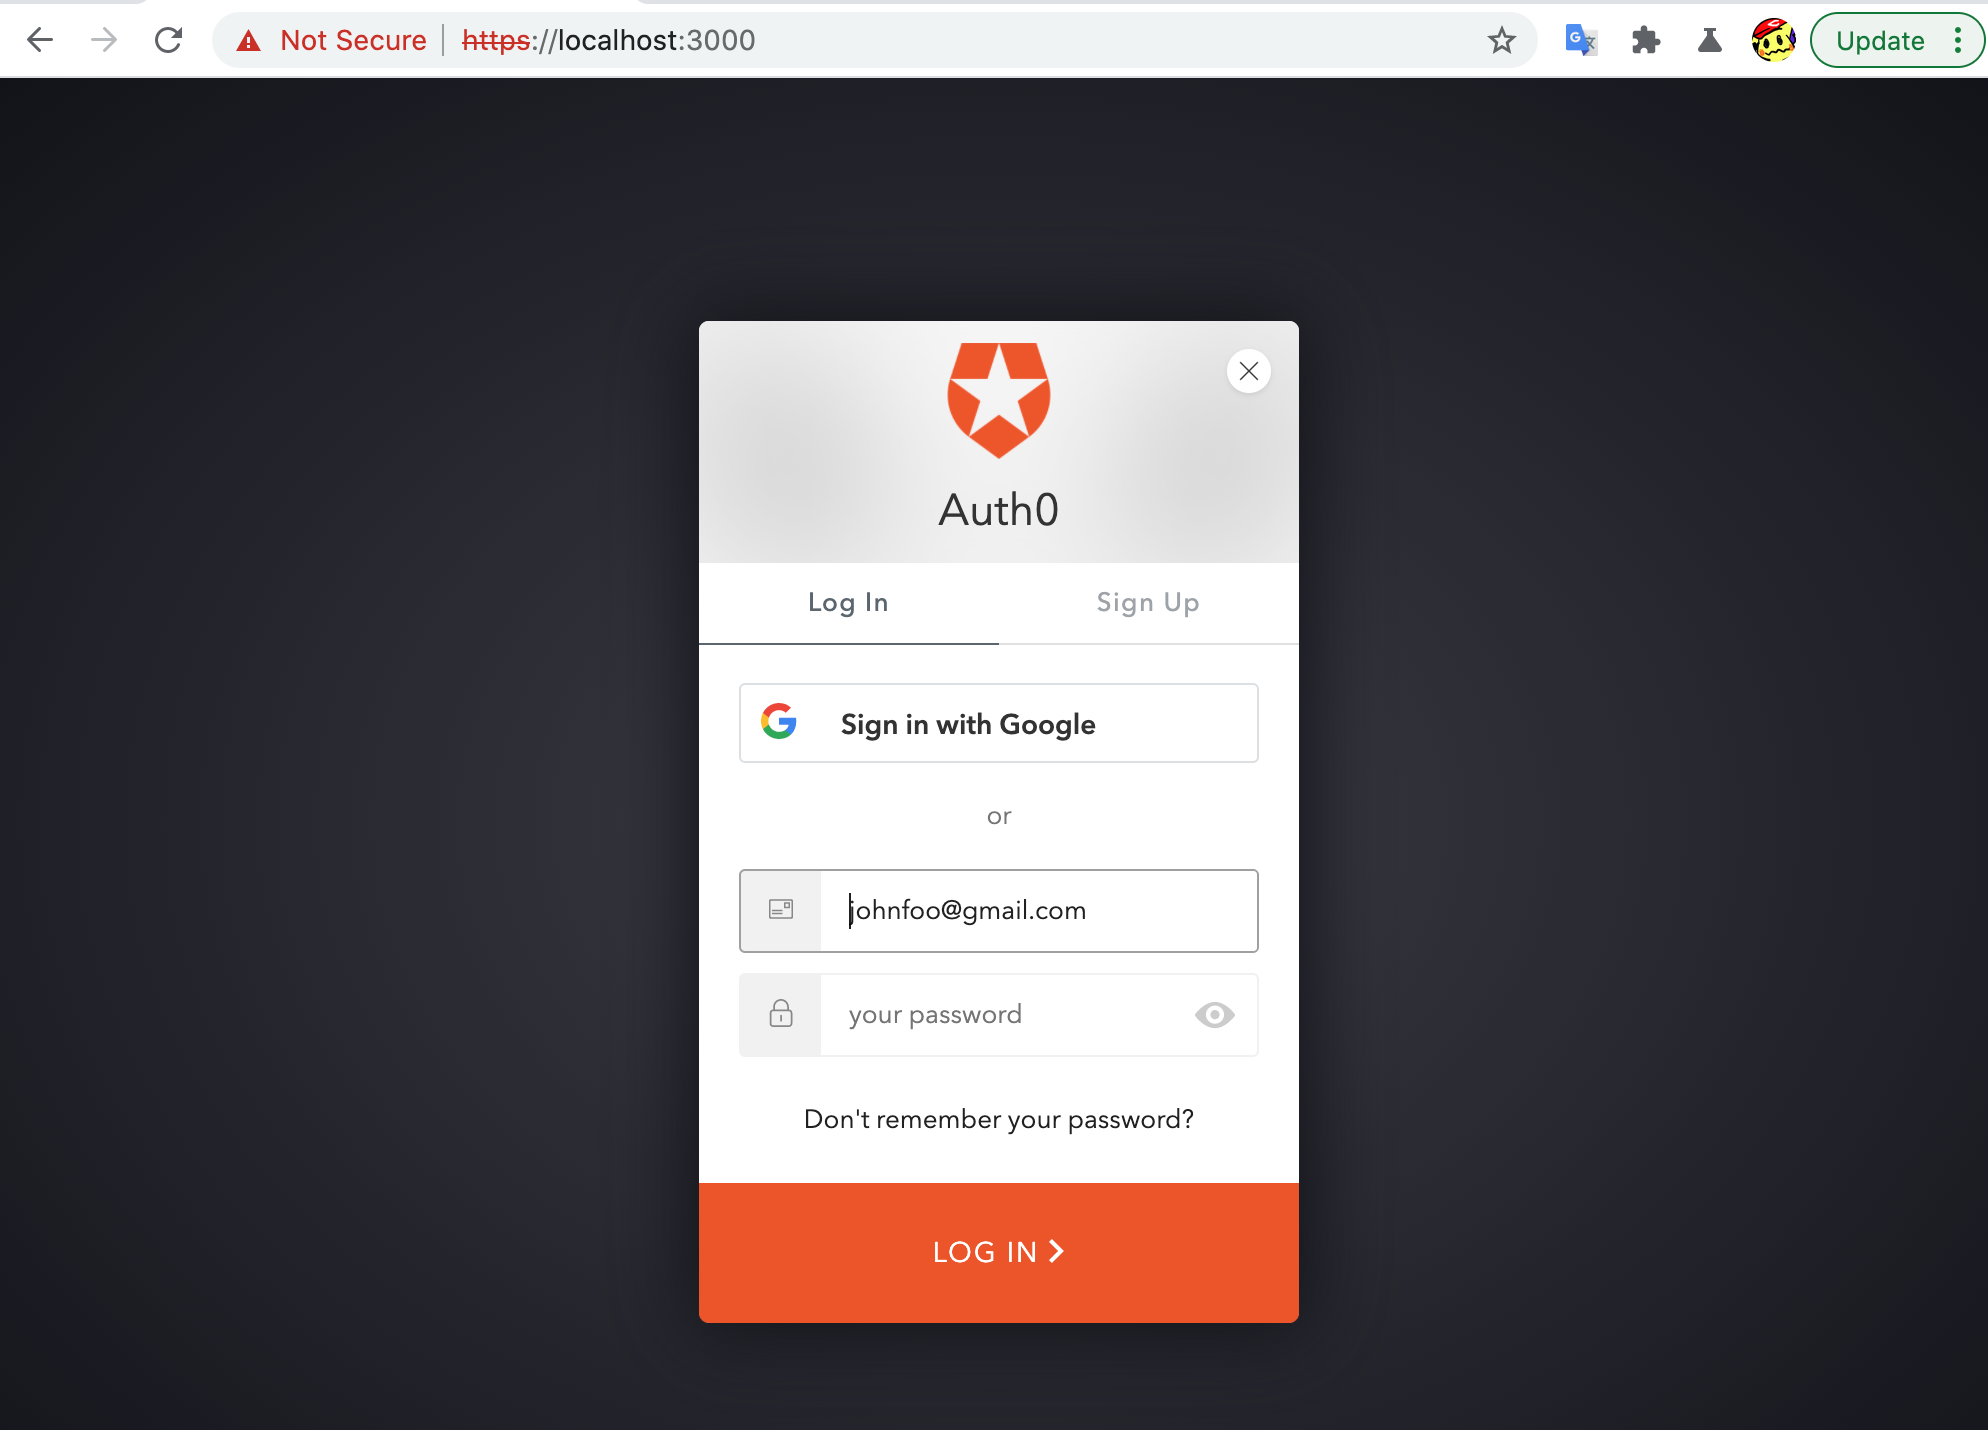 Not Secure https://localhost:3000 Update
Auth0
Log In Sign Up
Sign in with Google
or
johnfoo@gmail.com
your password
Don't remember your password?
LOG IN